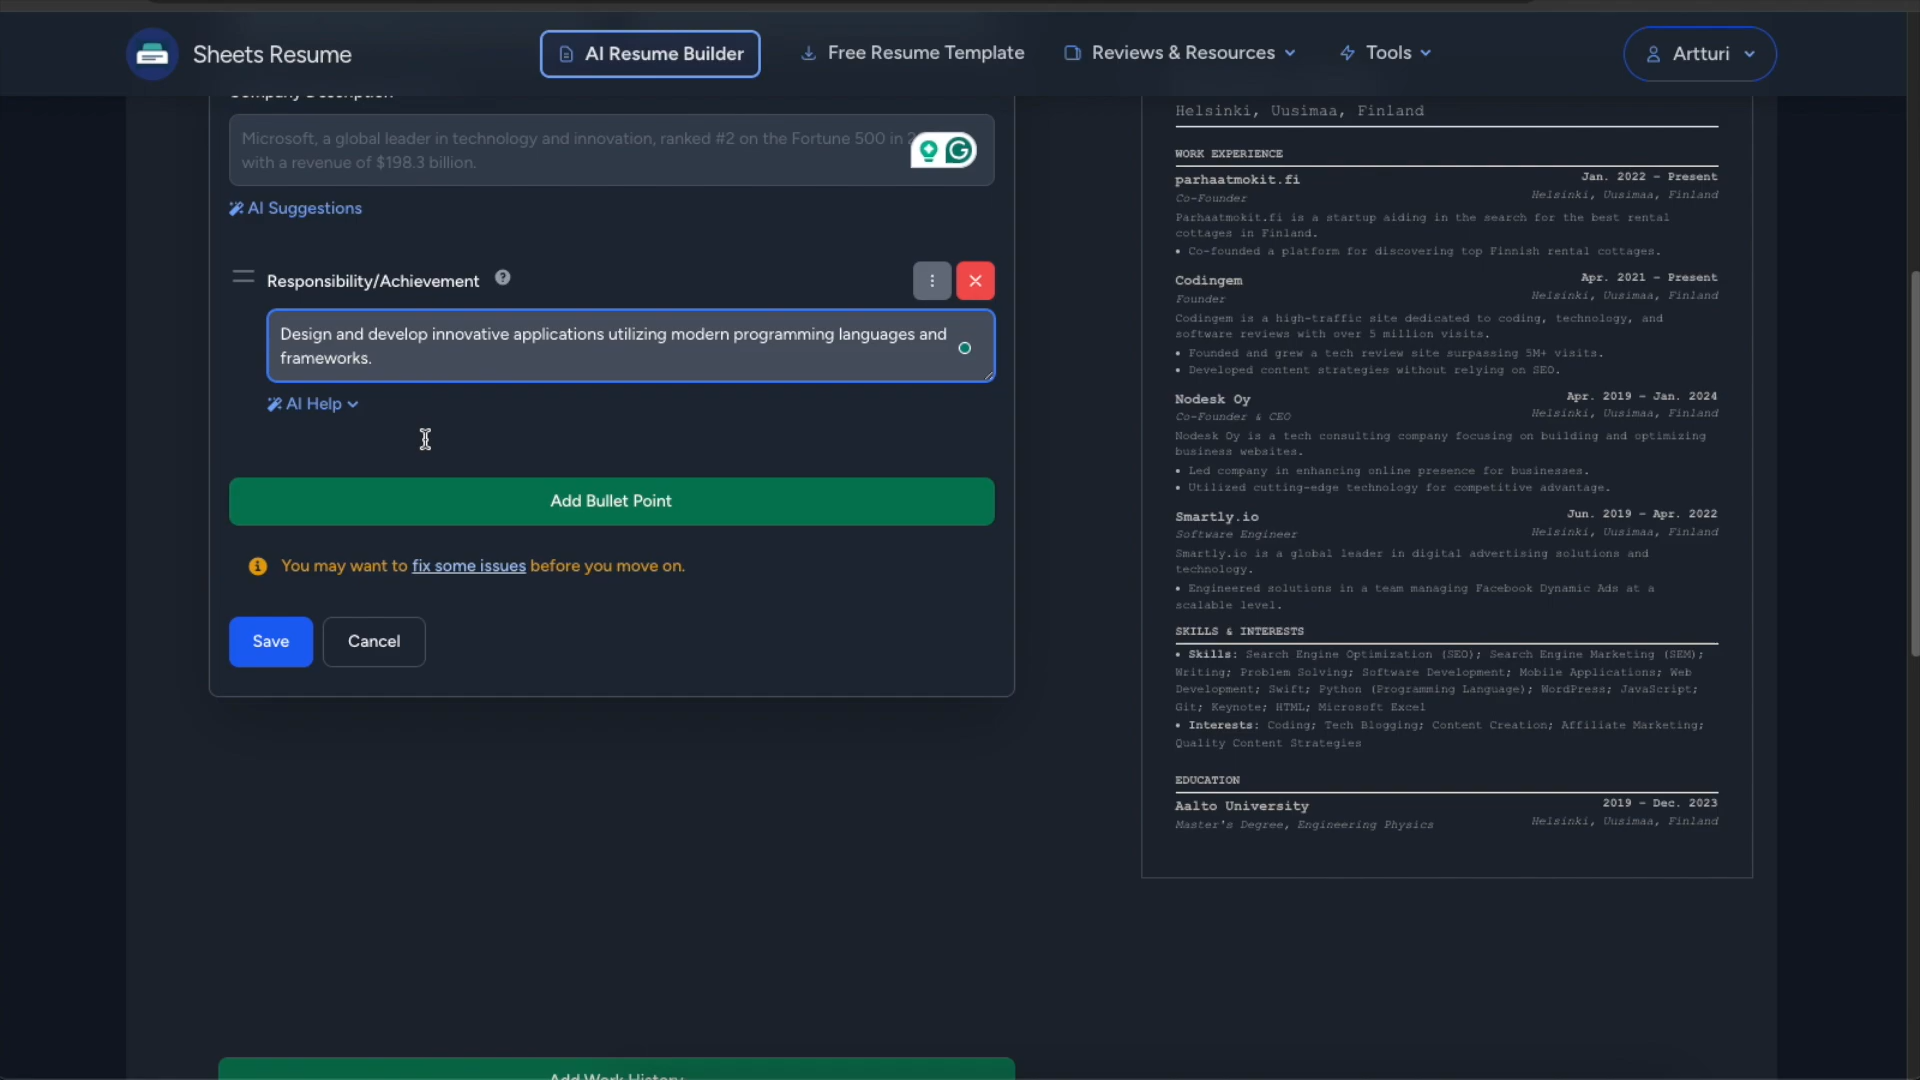 Sheets Resume
AI Resume Builder
Free Resume Template
Reviews & Resources
Tools
Artturi
Company Description
Microsoft, a global leader in technology and innovation, ranked #2 on the Fortune 500 in
with a revenue of $198.3 billion.
AI Suggestions
Responsibility/Achievement
Design and develop innovative applications utilizing modern programming languages and
frameworks.
AI Help
Add Bullet Point
You may want to fix some issues before you move on.
Save
Cancel
Add Work History
Helsinki, Uusimaa, Finland
WORK EXPERIENCE
parhaatmokit.fi Jan. 2022 – Present
Co-Founder Helsinki, Uusimaa, Finland
Parhaatmokit.fi is a startup aiding in the search for the best rental
cottages in Finland.
• Co-founded a platform for discovering top Finnish rental cottages.
Codingem Apr. 2021 – Present
Founder Helsinki, Uusimaa, Finland
Codingem is a high-traffic site dedicated to coding, technology, and
software reviews with over 5 million visits.
• Founded and grew a tech review site surpassing 5M+ visits.
• Developed content strategies without relying on SEO.
Nodesk Oy Apr. 2019 – Jan. 2024
Co-Founder & CEO Helsinki, Uusimaa, Finland
Nodesk Oy is a tech consulting company focusing on building and optimizing
business websites.
• Led company in enhancing online presence for businesses.
• Utilized cutting-edge technology for competitive advantage.
Smartly.io Jun. 2019 – Apr. 2022
Software Engineer Helsinki, Uusimaa, Finland
Smartly.io is a global leader in digital advertising solutions and
technology.
• Engineered solutions in a team managing Facebook Dynamic Ads at a
scalable level.
SKILLS & INTERESTS
• Skills: Search Engine Optimization (SEO); Search Engine Marketing (SEM);
Writing; Problem Solving; Software Development; Mobile Applications; Web
Development; Swift; Python (Programming Language); WordPress; JavaScript;
Git; Keynote; HTML; Microsoft Excel
• Interests: Coding; Tech Blogging; Content Creation; Affiliate Marketing;
Quality Content Strategies
EDUCATION
Aalto University 2019 – Dec. 2023
Master's Degree, Engineering Physics Helsinki, Uusimaa, Finland